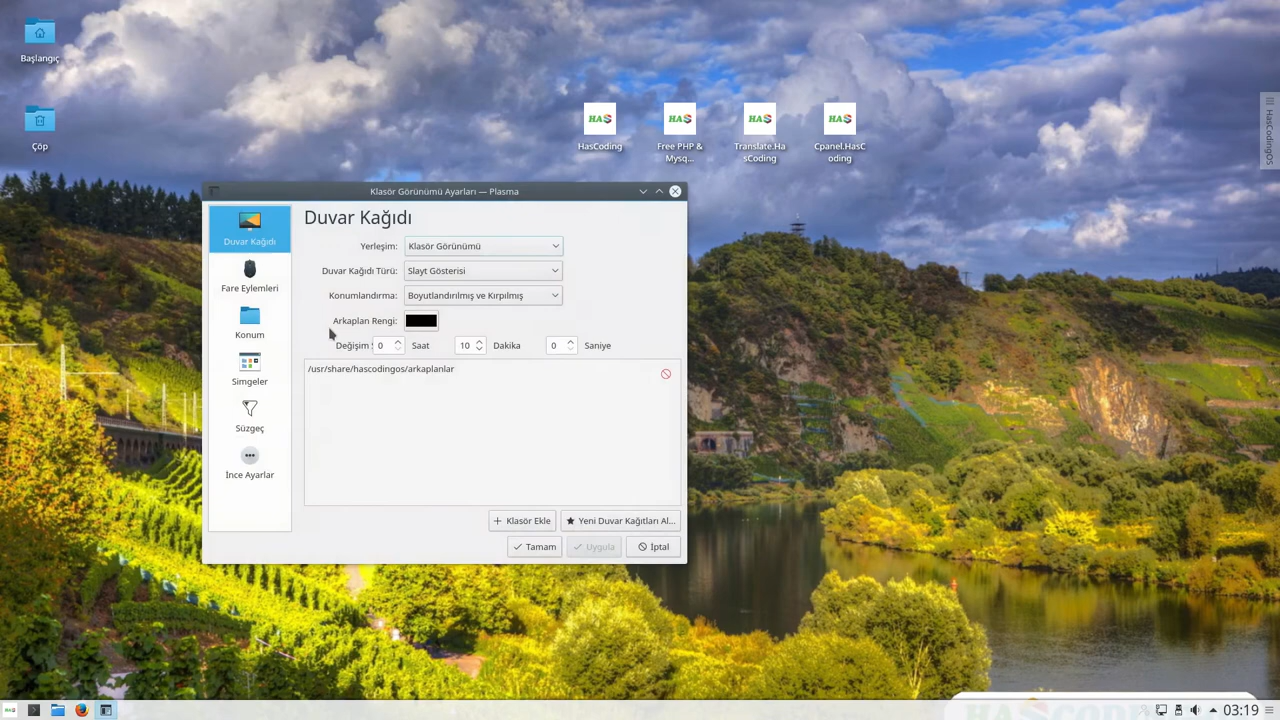 Başlangıç
Çöp
HAS
HasCoding
HAS
Free PHP &
Mysq...
HAS
Translate.Ha
sCoding
HAS
Cpanel.HasC
oding
HasCodingOS
Klasör Görünümü Ayarları — Plasma
Duvar Kağıdı
Fare Eylemleri
Konum
Simgeler
Süzgeç
İnce Ayarlar
Duvar Kağıdı
Yerleşim: Klasör Görünümü
Duvar Kağıdı Türü: Slayt Gösterisi
Konumlandırma: Boyutlandırılmış ve Kırpılmış
Arkaplan Rengi:
Değişim : 0 Saat 10 Dakika 0 Saniye
/usr/share/hascodingos/arkaplanlar
+ Klasör Ekle ★ Yeni Duvar Kağıtları Al...
Tamam Uygula İptal
03:19